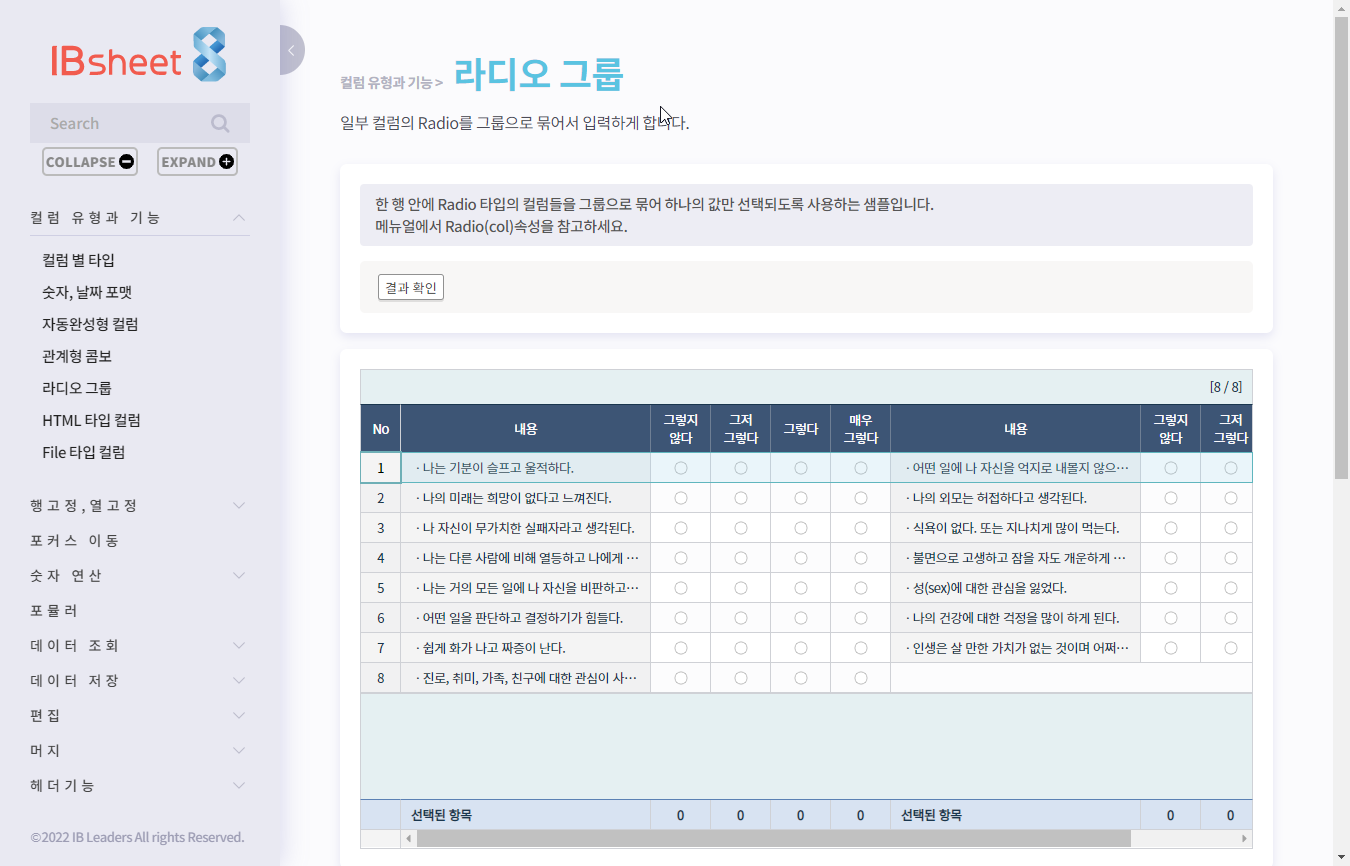 IBsheet 8
Search
COLLAPSE
EXPAND
컬럼 유형과 기능
컬럼 별 타입
숫자, 날짜 포맷
자동완성형 컬럼
관계형 콤보
라디오 그룹
HTML 타입 컬럼
File 타입 컬럼
행고정,열고정
포커스 이동
숫자 연산
포뮬러
데이터 조회
데이터 저장
편집
머지
헤더기능
©2022 IB Leaders All rights Reserved.
컬럼 유형과 기능 > 라디오 그룹
일부 컬럼의 Radio를 그룹으로 묶어서 입력하게 합니다.
한 행 안에 Radio 타입의 컬럼들을 그룹으로 묶어 하나의 값만 선택되도록 사용하는 샘플입니다.
메뉴얼에서 Radio(col)속성을 참고하세요.
결과 확인
[8 / 8]
No 내용 그렇지 않다 그저 그렇다 그렇다 매우 그렇다 내용 그렇지 않다 그저 그렇다
1 · 나는 기분이 슬프고 울적하다. · 어떤 일에 나 자신을 억지로 내몰지 않으···
2 · 나의 미래는 희망이 없다고 느껴진다. · 나의 외모는 허접하다고 생각된다.
3 · 나 자신이 무가치한 실패자라고 생각된다. · 식욕이 없다. 또는 지나치게 많이 먹는다.
4 · 나는 다른 사람에 비해 열등하고 나에게 ··· · 불면으로 고생하고 잠을 자도 개운하게 ···
5 · 나는 거의 모든 일에 나 자신을 비판하고··· · 성(sex)에 대한 관심을 잃었다.
6 · 어떤 일을 판단하고 결정하기가 힘들다. · 나의 건강에 대한 걱정을 많이 하게 된다.
7 · 쉽게 화가 나고 짜증이 난다. · 인생은 살 만한 가치가 없는 것이며 어쩌···
8 · 진로, 취미, 가족, 친구에 대한 관심이 사···
선택된 항목 0 0 0 0 선택된 항목 0 0